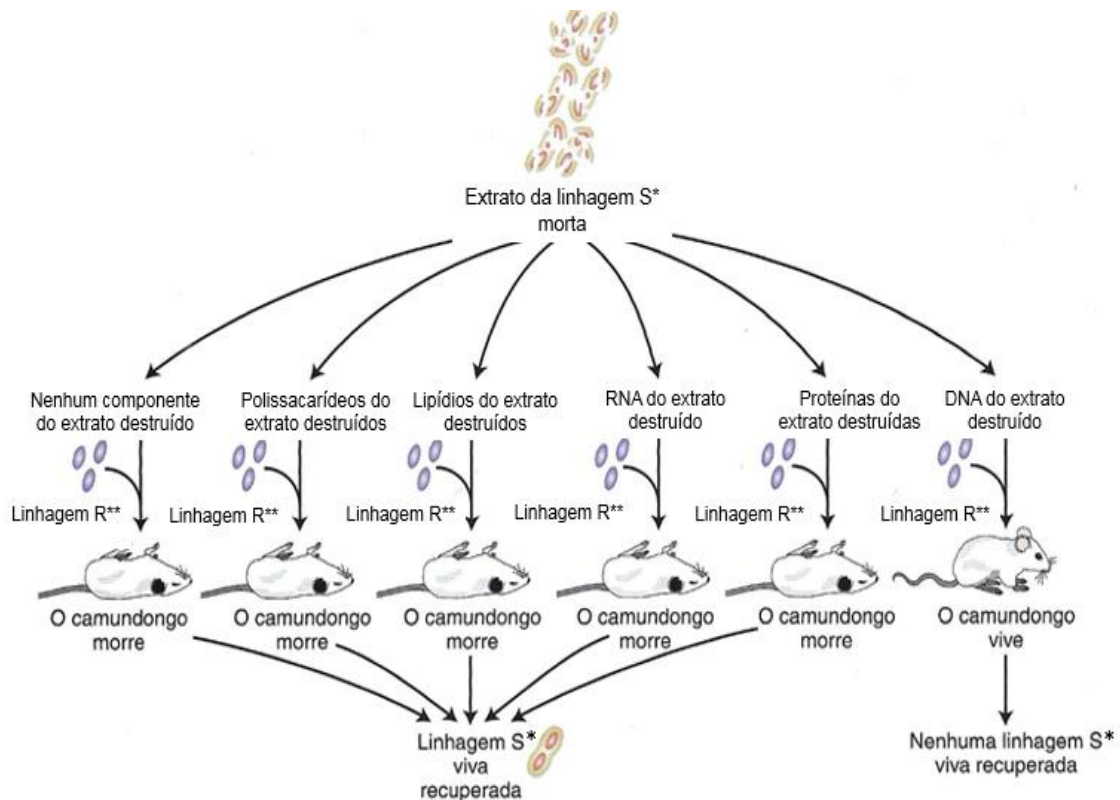 Extrato da linhagem S*
morta
Nenhum componente
do extrato destruído
Polissacarídeos do
extrato destruídos
Lipídios do extrato
destruídos
RNA do extrato
destruído
Proteínas do
extrato destruídas
DNA do extrato
destruído
Linhagem R**
Linhagem R**
Linhagem R**
Linhagem R**
Linhagem R**
Linhagem R**
O camundongo
morre
O camundongo
morre
O camundongo
morre
O camundongo
morre
O camundongo
morre
O camundongo
vive
Linhagem S*
viva
recuperada
Nenhuma linhagem S*
viva recuperada